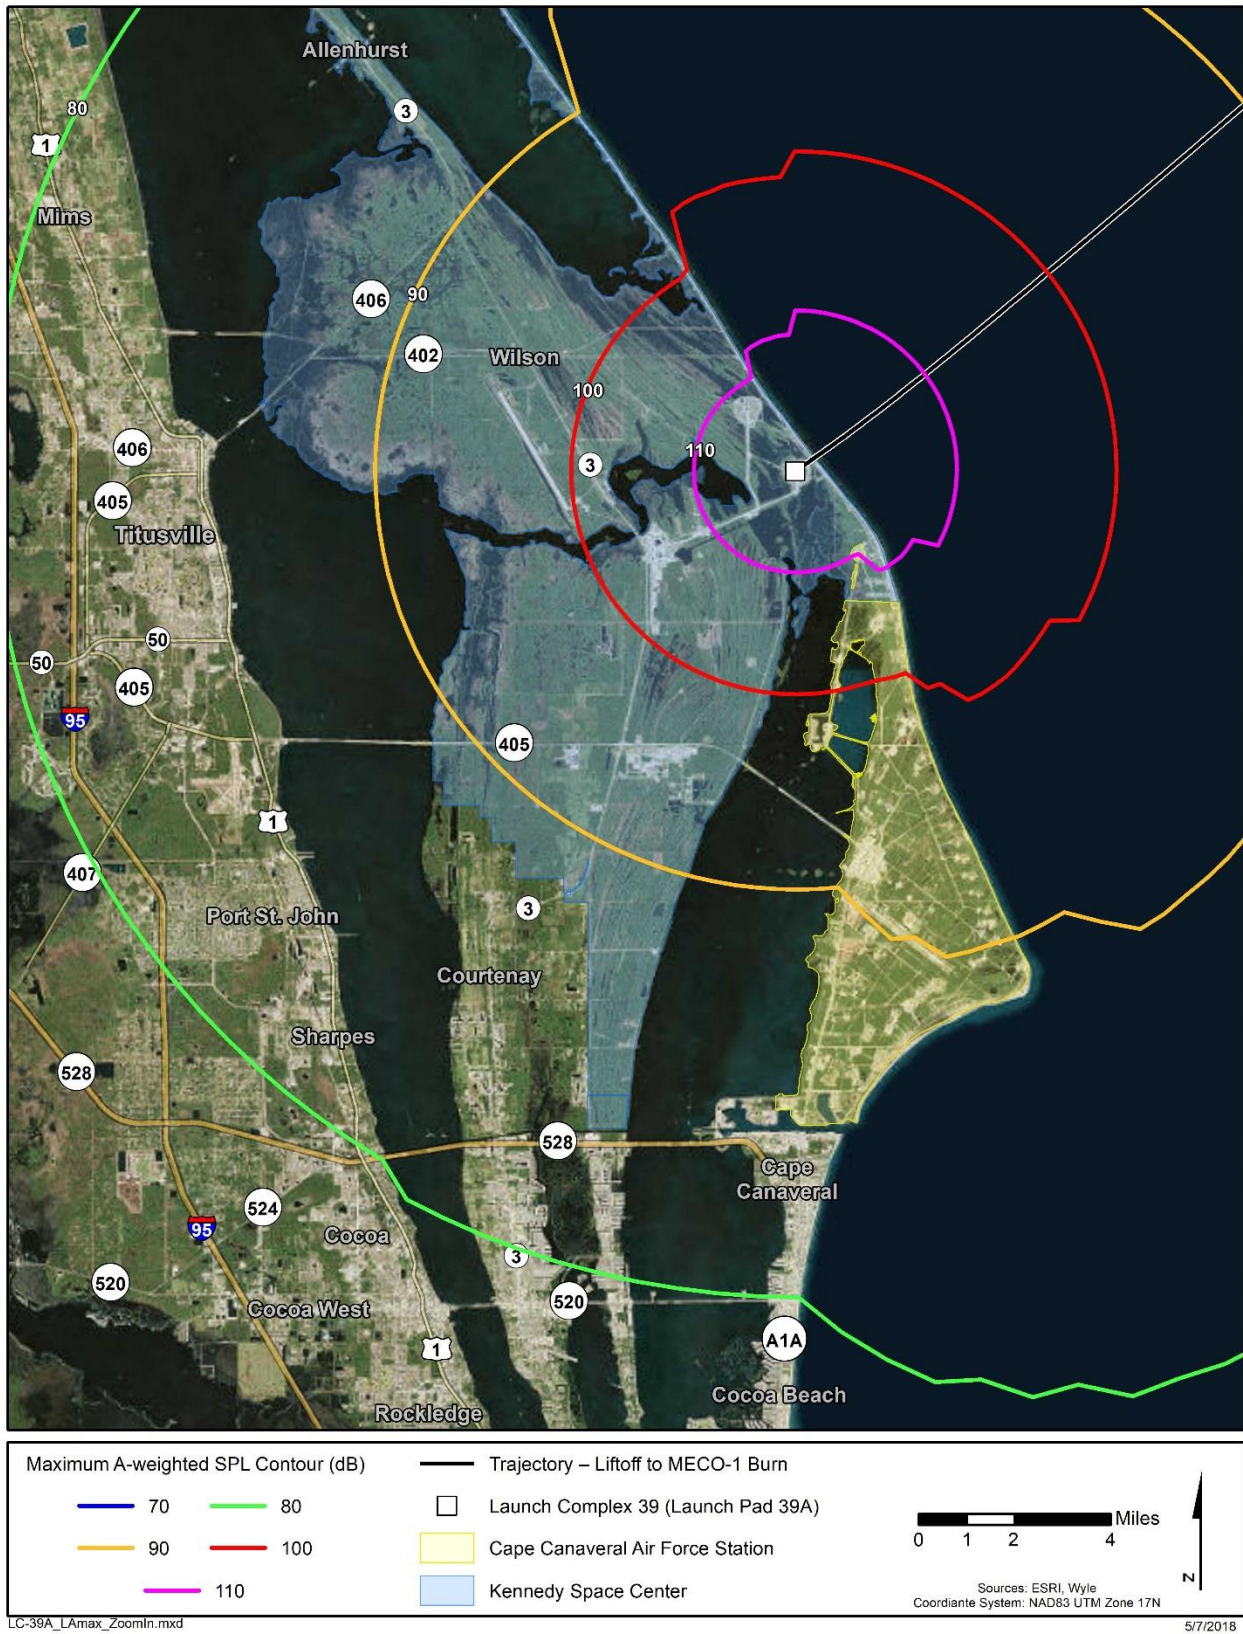 Allenhurst
3
80
1
Mims
406
90
402
Wilson
100
110
3
406
405
Titusville
50
50
405
95
405
1
407
Port St. John
3
Courtenay
Sharpes
528
528
Cape
Canaveral
524
95
Cocoa
3
520
520
Cocoa West
A1A
1
Cocoa Beach
Rockledge
Maximum A-weighted SPL Contour (dB)
70
80
90
100
110
Trajectory – Liftoff to MECO-1 Burn
Launch Complex 39 (Launch Pad 39A)
Cape Canaveral Air Force Station
Kennedy Space Center
Miles
0 1 2 4
N
Sources: ESRI, Wyle
Coordiante System: NAD83 UTM Zone 17N
LC-39A_LAmax_ZoomIn.mxd
5/7/2018